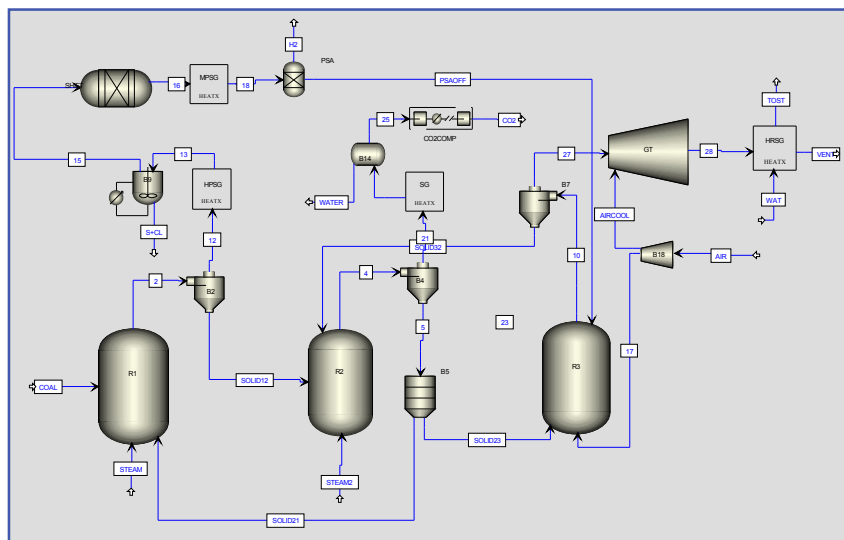 H2
PSA
PSAOFF
16
MPSG
HEATX
18
TOST
25
CO2
CO2COMP
27
GT
28
HRSG
HEATX
VENT
15
13
B14
B9
HPSG
HEATX
WATER
SG
HEATX
B7
WAT
AIRCOOL
S+CL
12
21
SOLID32
10
B18
AIR
2
B2
4
B4
5
23
17
R1
R2
B5
R3
COAL
SOLID12
SOLID23
STEAM
STEAM2
SOLID21